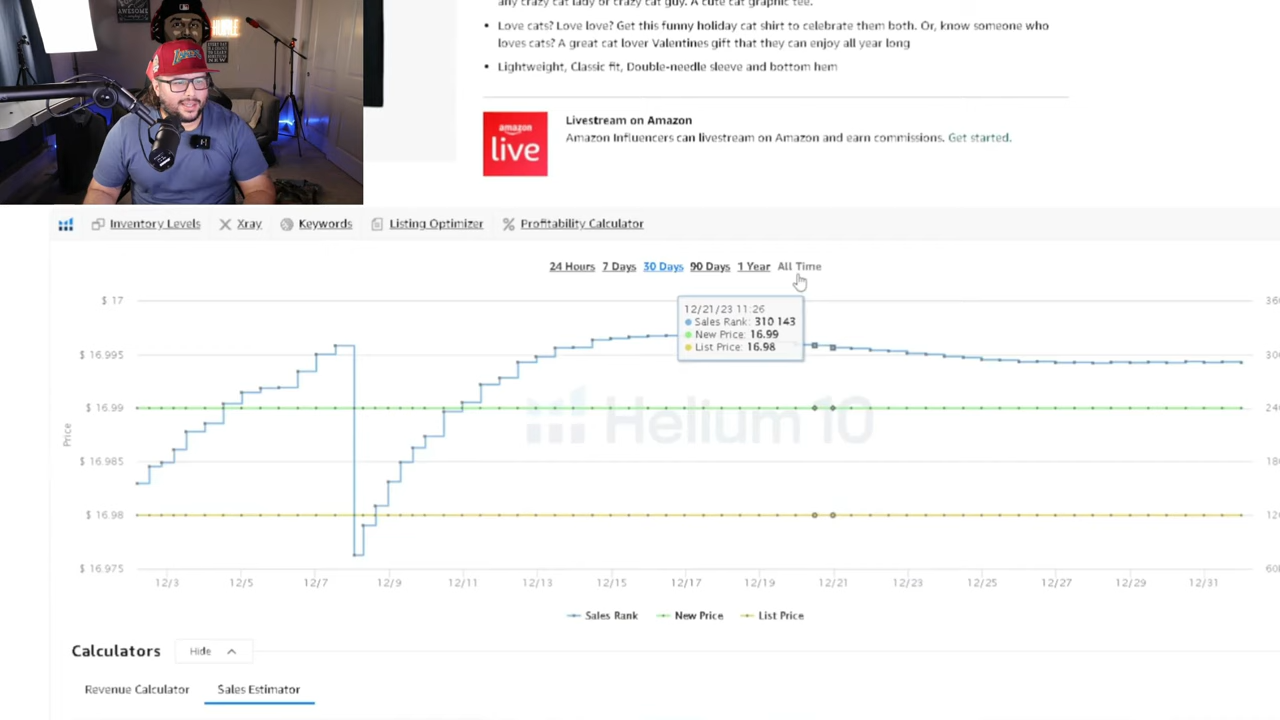 any crazy cat lady or crazy cat guy. A cute cat graphic tee.
Love cats? Love love? Get this funny holiday cat shirt to celebrate them both. Or, know someone who
loves cats? A great cat lover Valentines gift that they can enjoy all year long
Lightweight, Classic fit, Double-needle sleeve and bottom hem
amazon
live
Livestream on Amazon
Amazon Influencers can livestream on Amazon and earn commissions. Get started.
Inventory Levels Xray Keywords Listing Optimizer Profitability Calculator
24 Hours 7 Days 30 Days 90 Days 1 Year All Time
12/21/23 11:26
Sales Rank: 310 143
New Price: 16.99
List Price: 16.98
$ 17
$ 16.995
$ 16.99
$ 16.985
$ 16.98
$ 16.975
Price
Helium 10
12/3 12/5 12/7 12/9 12/11 12/13 12/15 12/17 12/19 12/21 12/23 12/25 12/27 12/29 12/31
Sales Rank New Price List Price
Calculators Hide
Revenue Calculator Sales Estimator